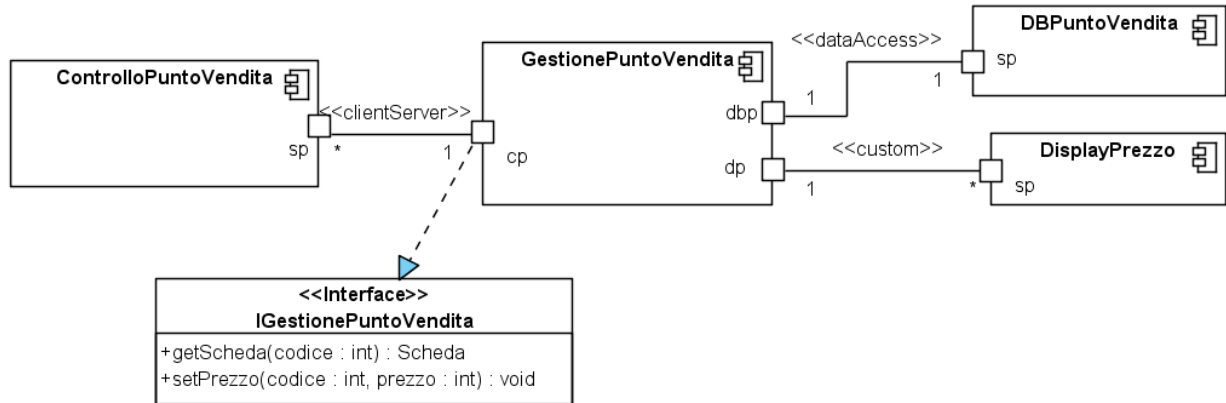 ControlloPuntoVendita
sp
<<clientServer>>
*
1
GestionePuntoVendita
cp
dbp
dp
<<dataAccess>>
1
1
DBPuntoVendita
sp
<<custom>>
1
*
DisplayPrezzo
sp
<<Interface>>
IGestionePuntoVendita
+getScheda(codice : int) : Scheda
+setPrezzo(codice : int, prezzo : int) : void